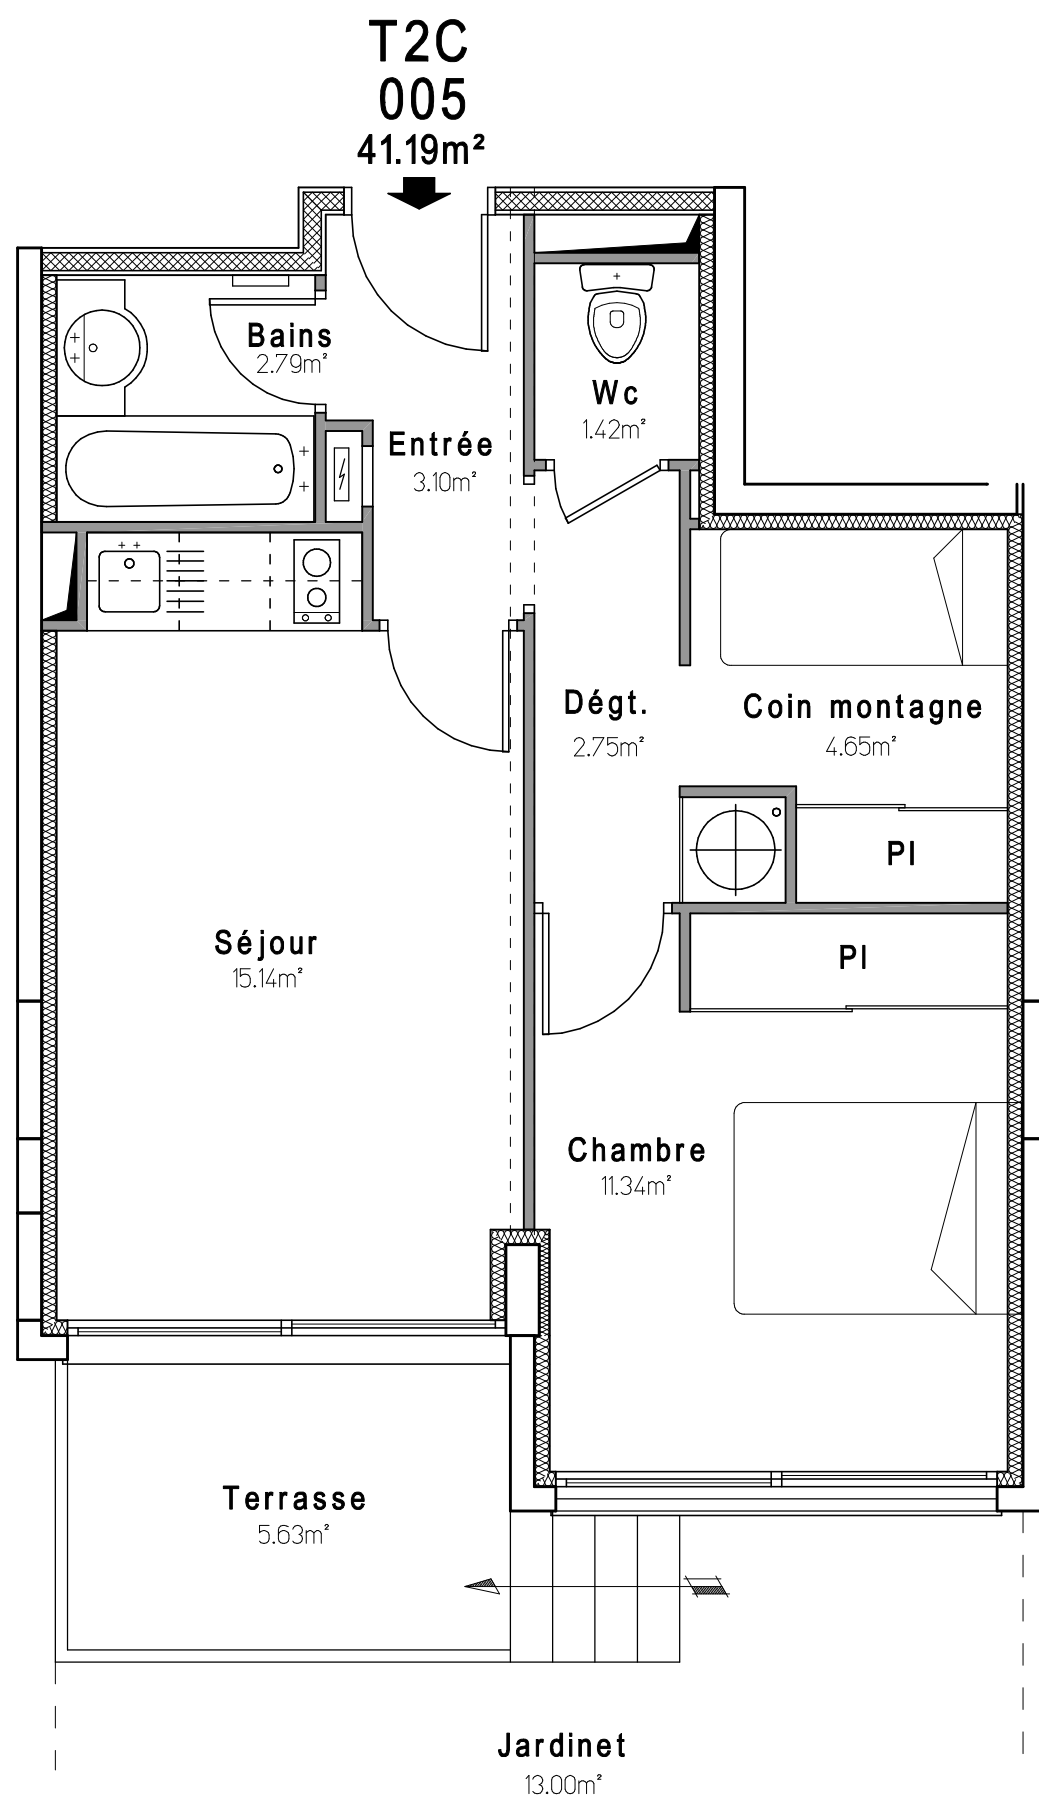 T2C
005
41.19m²
Bains
2.79m²
Wc
1.42m²
Entrée
3.10m²
Dégt.
2.75m²
Coin montagne
4.65m²
Pl
Séjour
15.14m²
Pl
Chambre
11.34m²
Terrasse
5.63m²
Jardinet
13.00m²